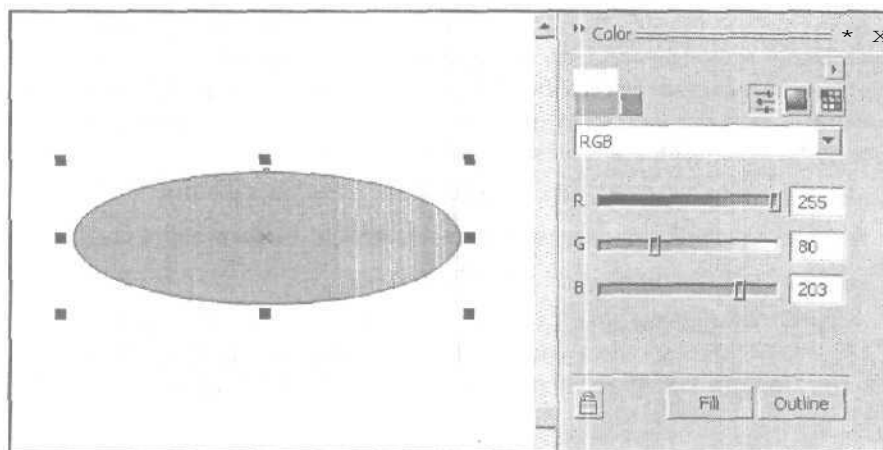 Color
RGB
R 255
G 80
B 203
Fill Outline